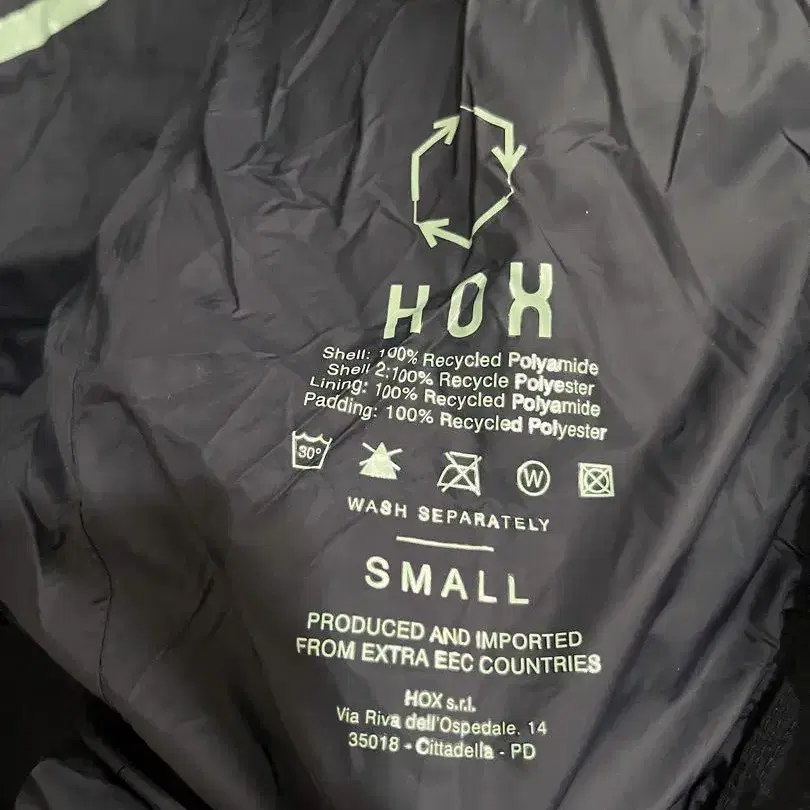 HOX
Shell: 100% Recycled Polyamide
Shell 2:100% Recycle Polyester
Lining: 100% Recycled Polyamide
Padding: 100% Recycled Polyester
30° W
WASH SEPARATELY
SMALL
PRODUCED AND IMPORTED
FROM EXTRA EEC COUNTRIES
HOX s.r.l.
Via Riva dell'Ospedale. 14
35018 - Cittadella - PD